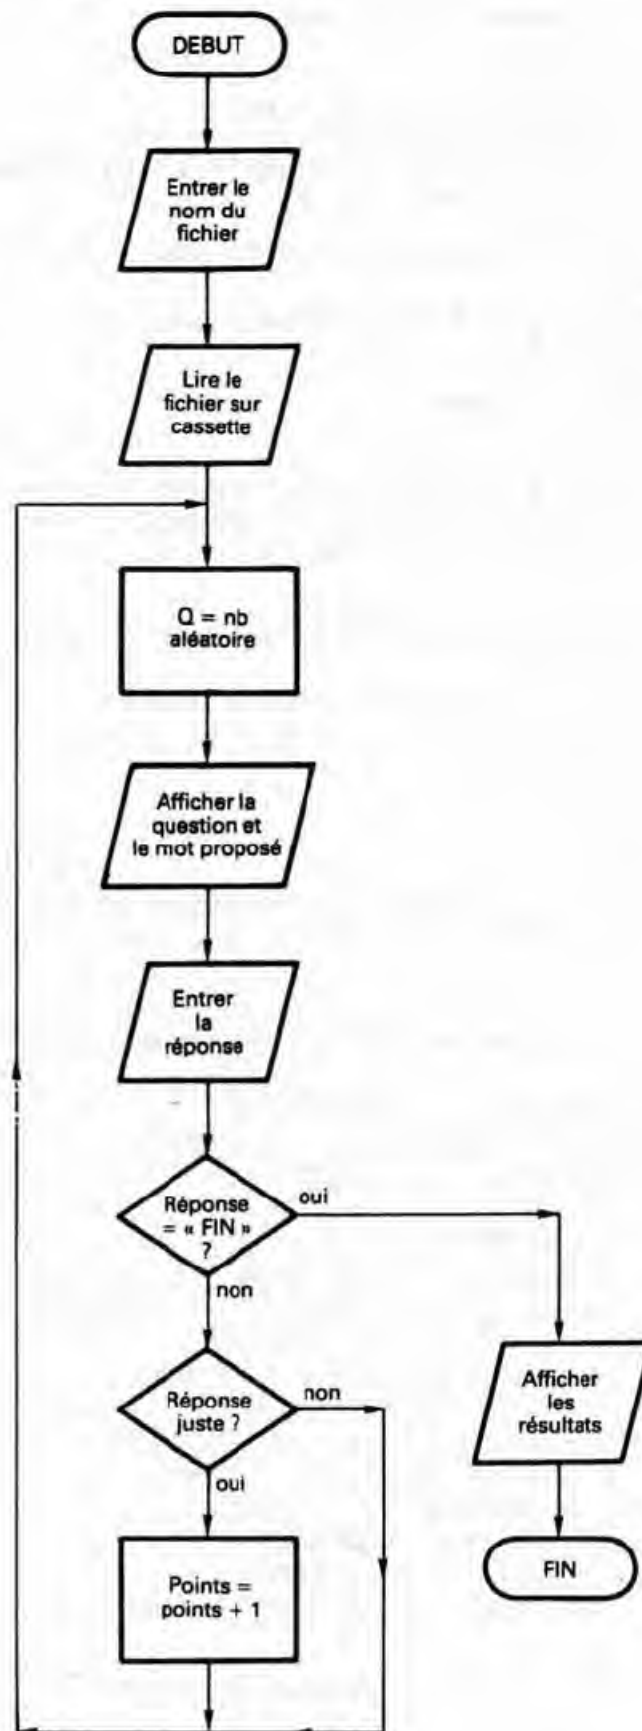 DEBUT
Entrer le
nom du
fichier
Lire le
fichier sur
cassette
Q = nb
aléatoire
Afficher la
question et
le mot proposé
Entrer
la
réponse
Réponse
= « FIN »
?
oui
non
Réponse
juste ?
non
oui
Points =
points + 1
Afficher
les
résultats
FIN